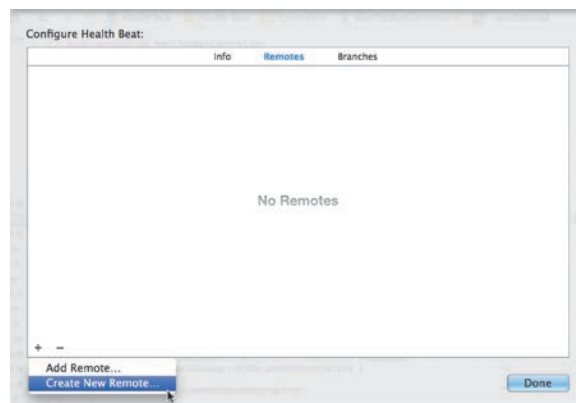 Configure Health Beat:
Info Remotes Branches
No Remotes
+ −
Add Remote...
Create New Remote...
Done